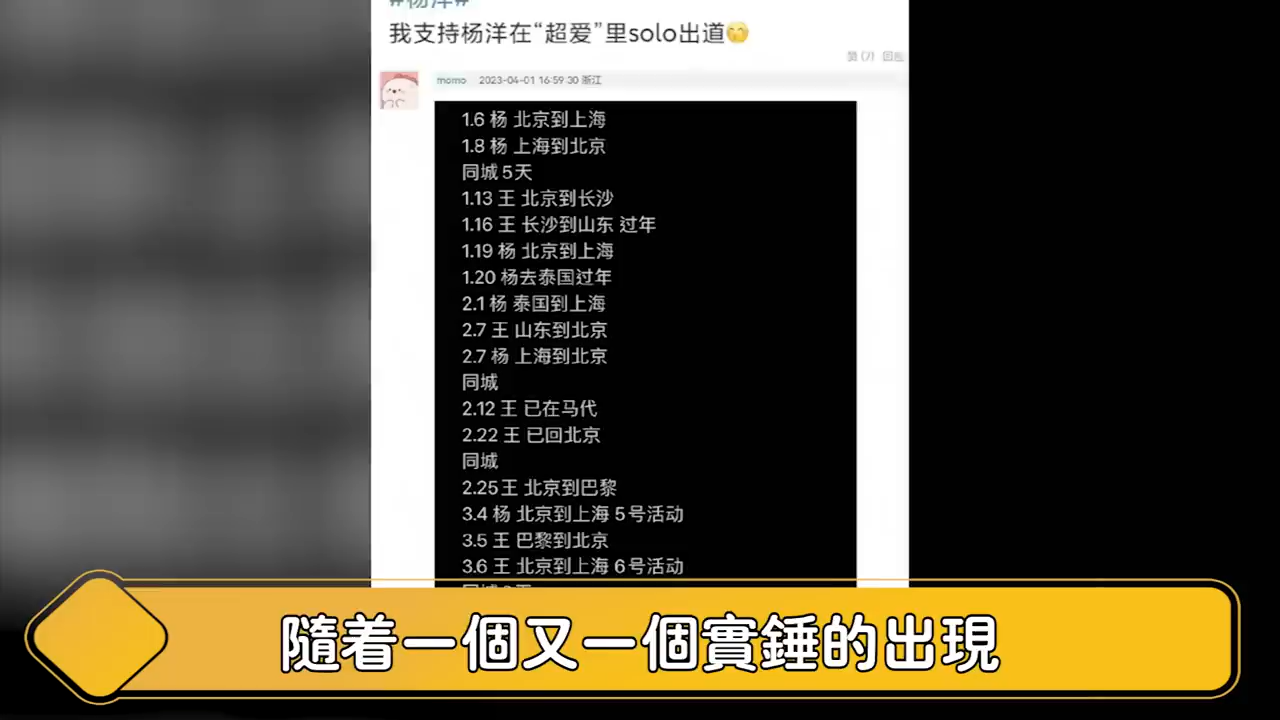 #杨洋#
我支持杨洋在“超爱”里solo出道
赞 (7) 回应
momo 2023-04-01 16:59:30 浙江
1.6 杨 北京到上海
1.8 杨 上海到北京
同城5天
1.13 王 北京到长沙
1.16 王 长沙到山东 过年
1.19 杨 北京到上海
1.20 杨去泰国过年
2.1 杨 泰国到上海
2.7 王 山东到北京
2.7 杨 上海到北京
同城
2.12 王 已在马代
2.22 王 已回北京
同城
2.25王 北京到巴黎
3.4 杨 北京到上海 5号活动
3.5 王 巴黎到北京
3.6 王 北京到上海 6号活动
隨着一個又一個實錘的出現